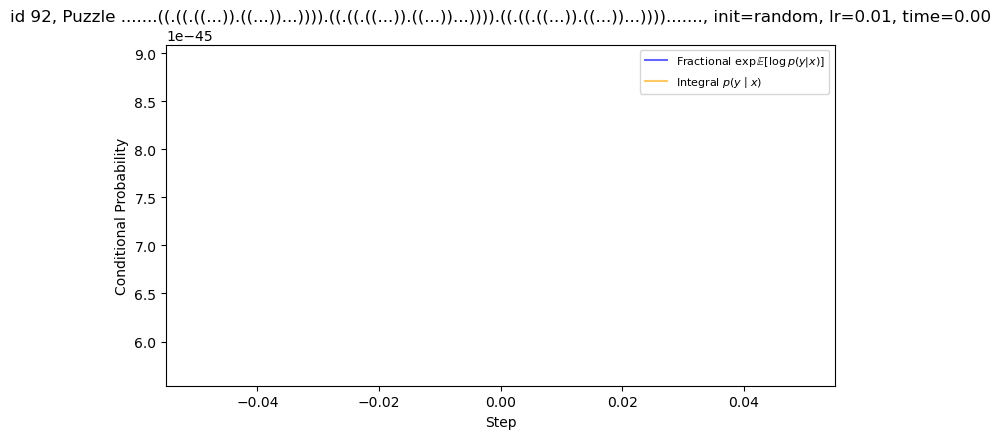 id 92, Puzzle .......((.((.((...)).((...))...)))).((.((.((...)).((...))...)))).((.((.((...)).((...))...))))......., init=random, lr=0.01, time=0.00
1e−45
9.0
8.5
8.0
7.5
7.0
6.5
6.0
Conditional Probability
Fractional exp 𝔼[log p(y|x)]
Integral p(y | x)
−0.04 −0.02 0.00 0.02 0.04
Step